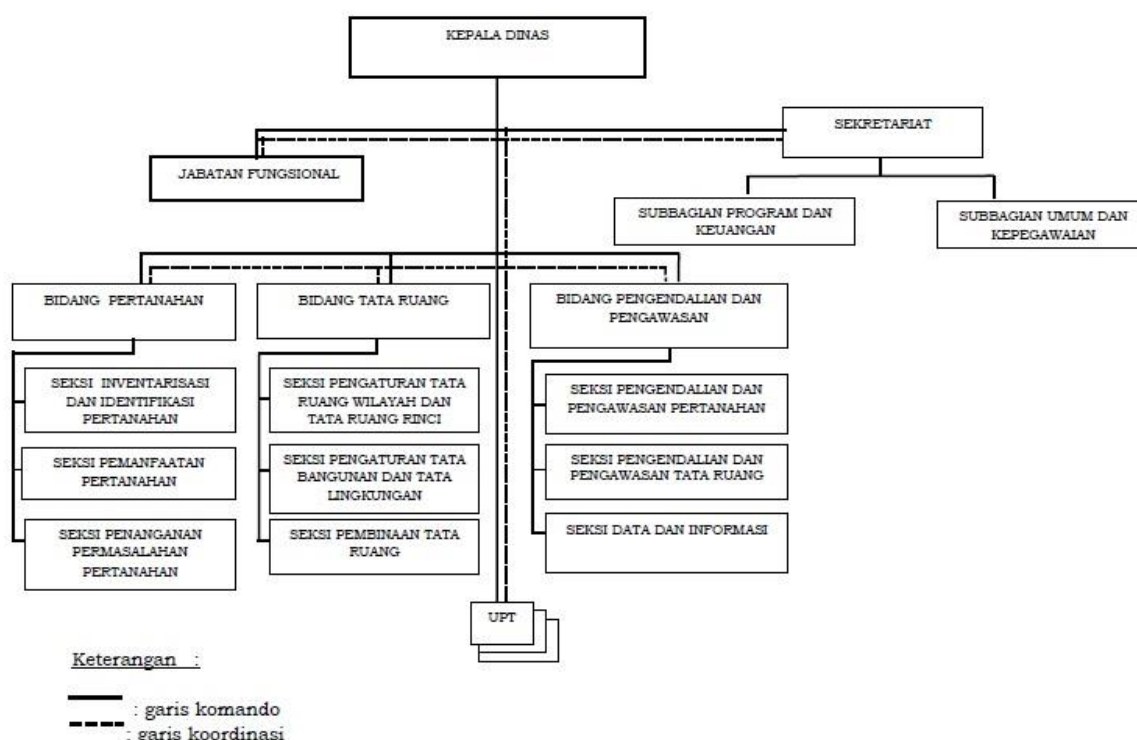 KEPALA DINAS
SEKRETARIAT
JABATAN FUNGSIONAL
SUBBAGIAN PROGRAM DAN
KEUANGAN
SUBBAGIAN UMUM DAN
KEPEGAWAIAN
BIDANG PERTANAHAN
BIDANG TATA RUANG
BIDANG PENGENDALIAN DAN
PENGAWASAN
SEKSI INVENTARISASI
DAN IDENTIFIKASI
PERTANAHAN
SEKSI PENGATURAN TATA
RUANG WILAYAH DAN
TATA RUANG RINCI
SEKSI PENGENDALIAN DAN
PENGAWASAN PERTANAHAN
SEKSI PEMANFAATAN
PERTANAHAN
SEKSI PENGATURAN TATA
BANGUNAN DAN TATA
LINGKUNGAN
SEKSI PENGENDALIAN DAN
PENGAWASAN TATA RUANG
SEKSI PENANGANAN
PERMASALAHAN
PERTANAHAN
SEKSI PEMBINAAN TATA
RUANG
SEKSI DATA DAN INFORMASI
UPT
Keterangan :
: garis komando
: garis koordinasi